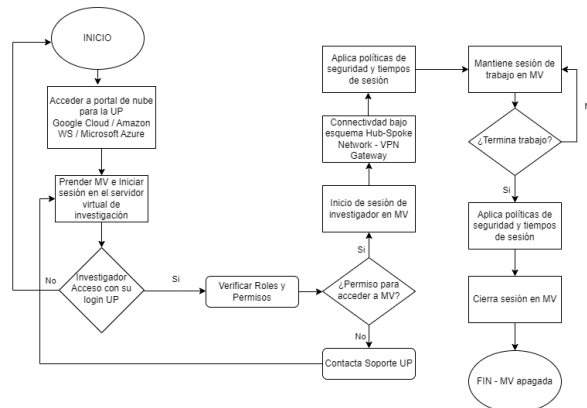 INICIO
Acceder a portal de nube
para la UP
Google Cloud / Amazon
WS / Microsoft Azure
Prender MV e Iniciar
sesión en el servidor
virtual de
investigación
Investigador
Acceso con su
login UP
No
Si
Verificar Roles y
Permisos
¿Permiso para
acceder a MV?
No
Contacta Soporte UP
Si
Inicio de sesión de
investigador en MV
Connectivdad bajo
esquema Hub-Spoke
Network - VPN
Gateway
Aplica políticas de
seguridad y tiempos
de sesión
Mantiene sesión de
trabajo en MV
¿Termina trabajo?
Si
Aplica políticas de
seguridad y tiempos
de sesión
Cierra sesión en MV
FIN - MV apagada